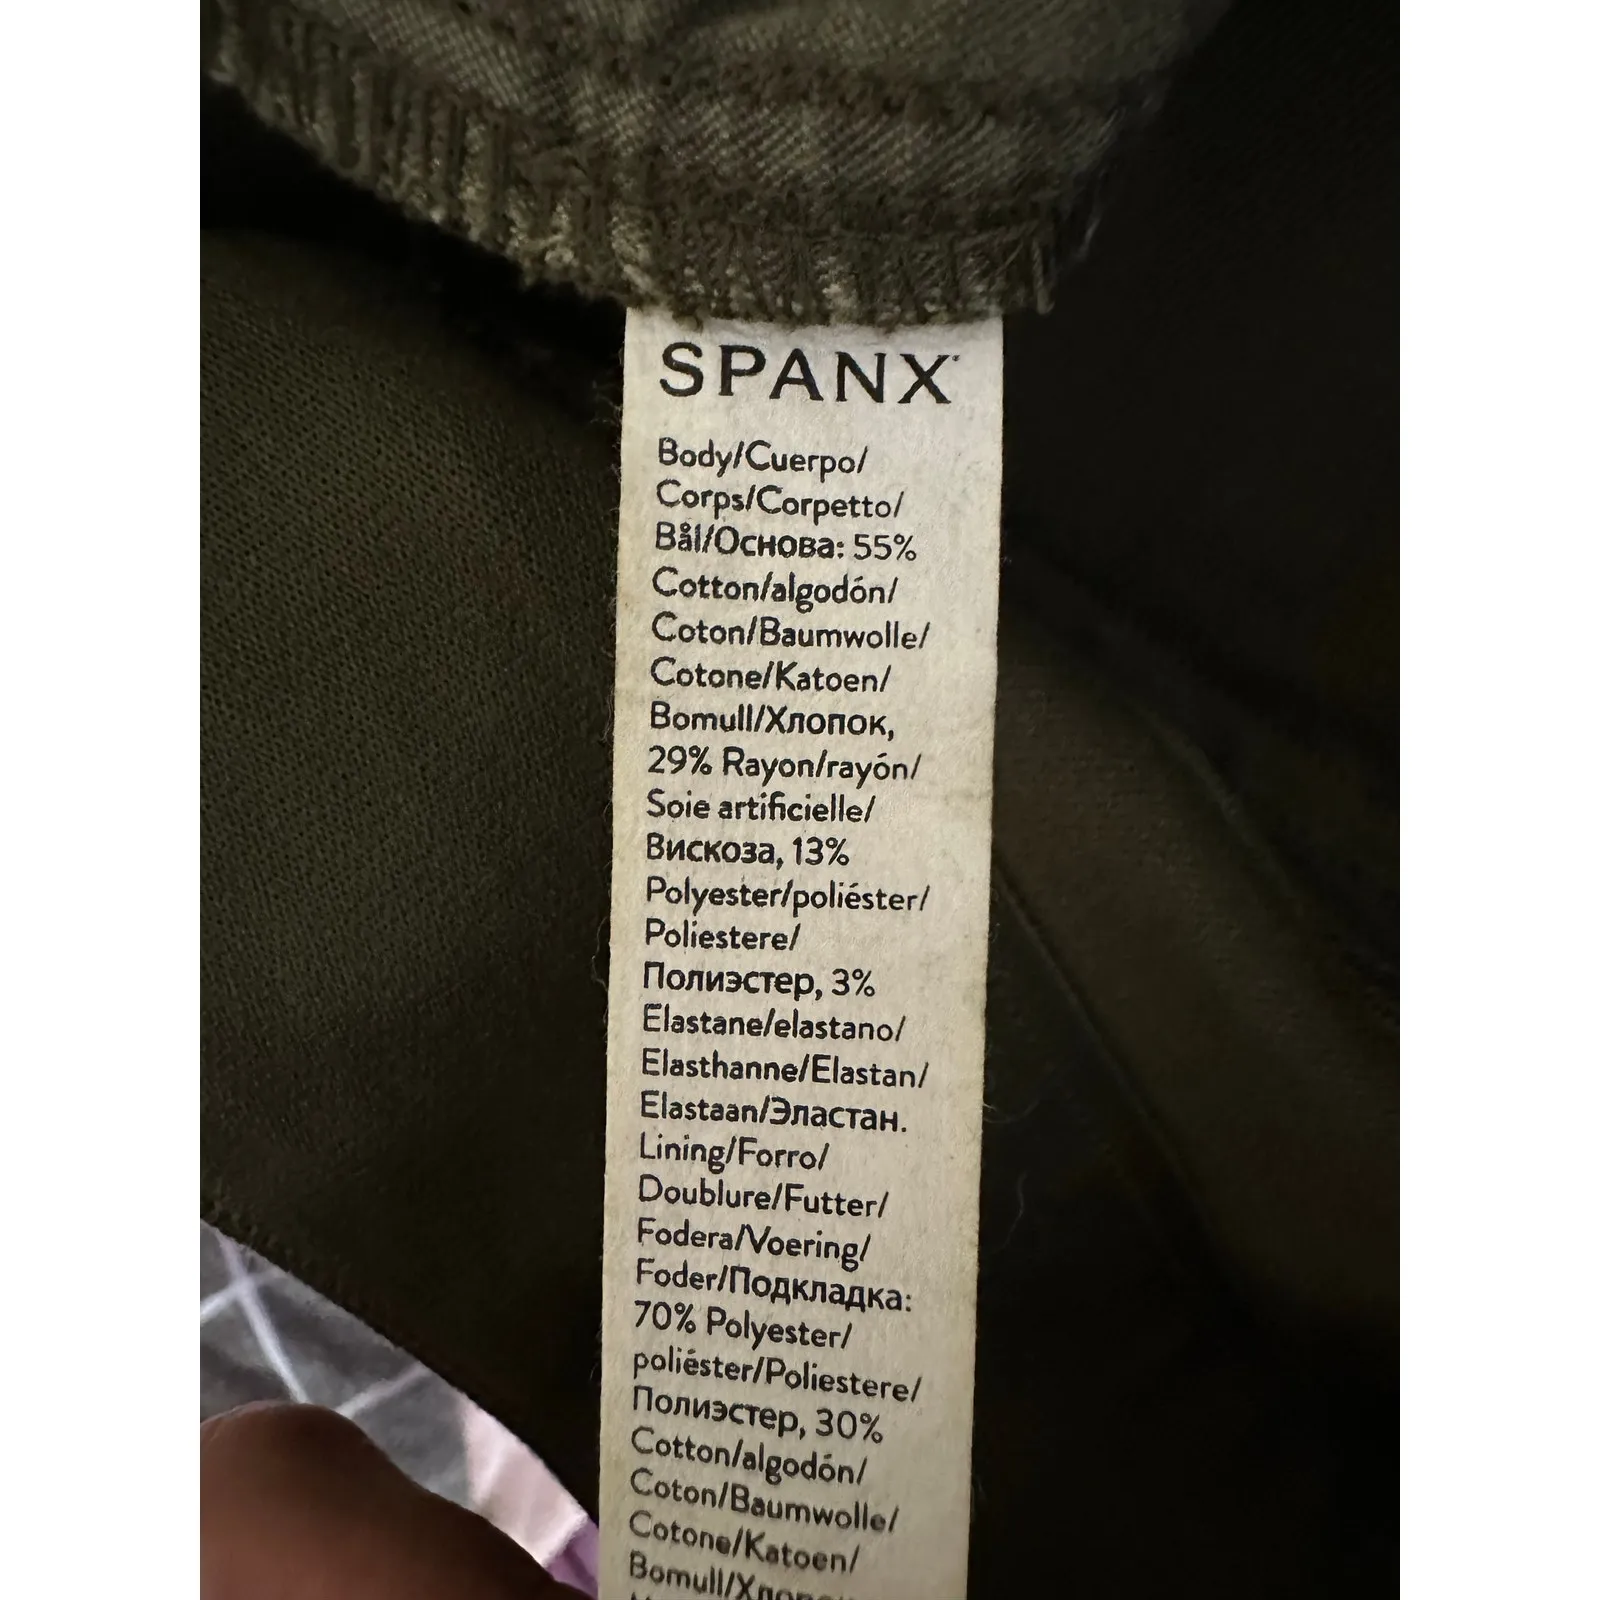 SPANX
Body/Cuerpo/
Corps/Corpetto/
Bål/Основа: 55%
Cotton/algodón/
Coton/Baumwolle/
Cotone/Katoen/
Bomull/Хлопок,
29% Rayon/rayón/
Soie artificielle/
Вискоза, 13%
Polyester/poliéster/
Poliestere/
Полиэстер, 3%
Elastane/elastano/
Elasthanne/Elastan/
Elastaan/Эластан.
Lining/Forro/
Doublure/Futter/
Fodera/Voering/
Foder/Подкладка:
70% Polyester/
poliéster/Poliestere/
Полиэстер, 30%
Cotton/algodón/
Coton/Baumwolle/
Cotone/Katoen/
Bomull/